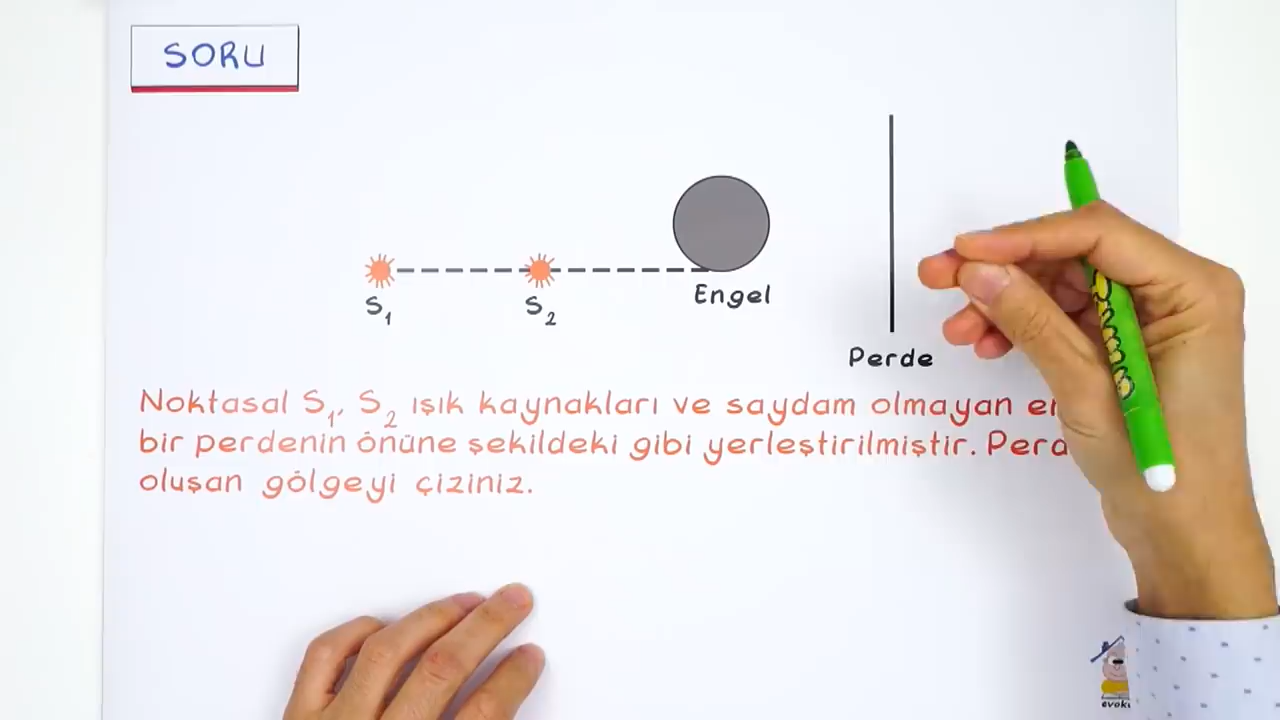 SORU
S1
S2
Engel
Perde
Noktasal S1, S2 ışık kaynakları ve saydam olmayan
bir perdenin önüne şekildeki gibi yerleştirilmiştir.
oluşan gölgeyi çiziniz.